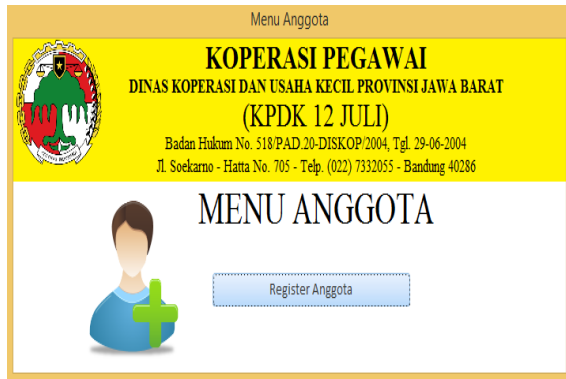 Menu Anggota
KOPERASI PEGAWAI
DINAS KOPERASI DAN USAHA KECIL PROVINSI JAWA BARAT
(KPDK 12 JULI)
Badan Hukum No. 518/PAD.20-DISKOP/2004, Tgl. 29-06-2004
Jl. Soekarno - Hatta No. 705 - Telp. (022) 7332055 - Bandung 40286
MENU ANGGOTA
Register Anggota